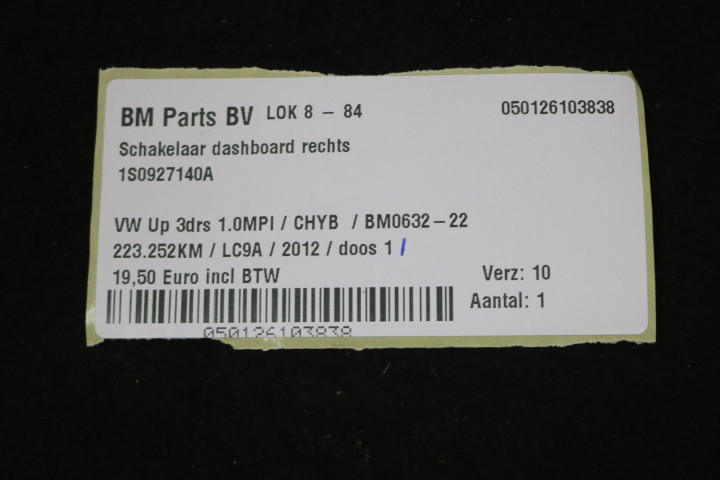 BM Parts BV LOK 8 – 84 050126103838
Schakelaar dashboard rechts
1S0927140A
VW Up 3drs 1.0MPI / CHYB / BM0632-22
223.252KM / LC9A / 2012 / doos 1 /
19,50 Euro incl BTW Verz: 10
Aantal: 1
050126103838